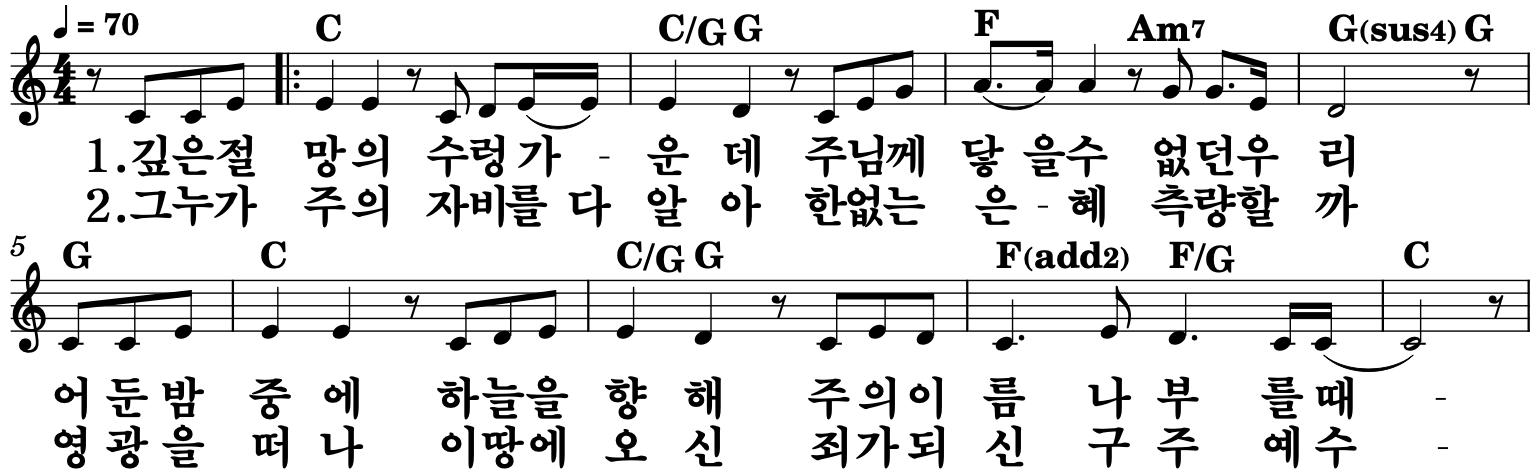 ♩ = 70
C C/G G F Am7 G(sus4) G
4/4
1.깊은절 망의 수렁가 - 운 데 주님께 닿 을수 없던우 리
2.그누가 주의 자비를 다 알 아 한없는 은 - 혜 측량할 까
5 G C C/G G F(add2) F/G C
어 둔 밤 중 에 하늘을 향 해 주의이 름 나 부 를 때 -
영 광 을 떠 나 이땅에 오 신 죄가되 신 구 주 예 수 -